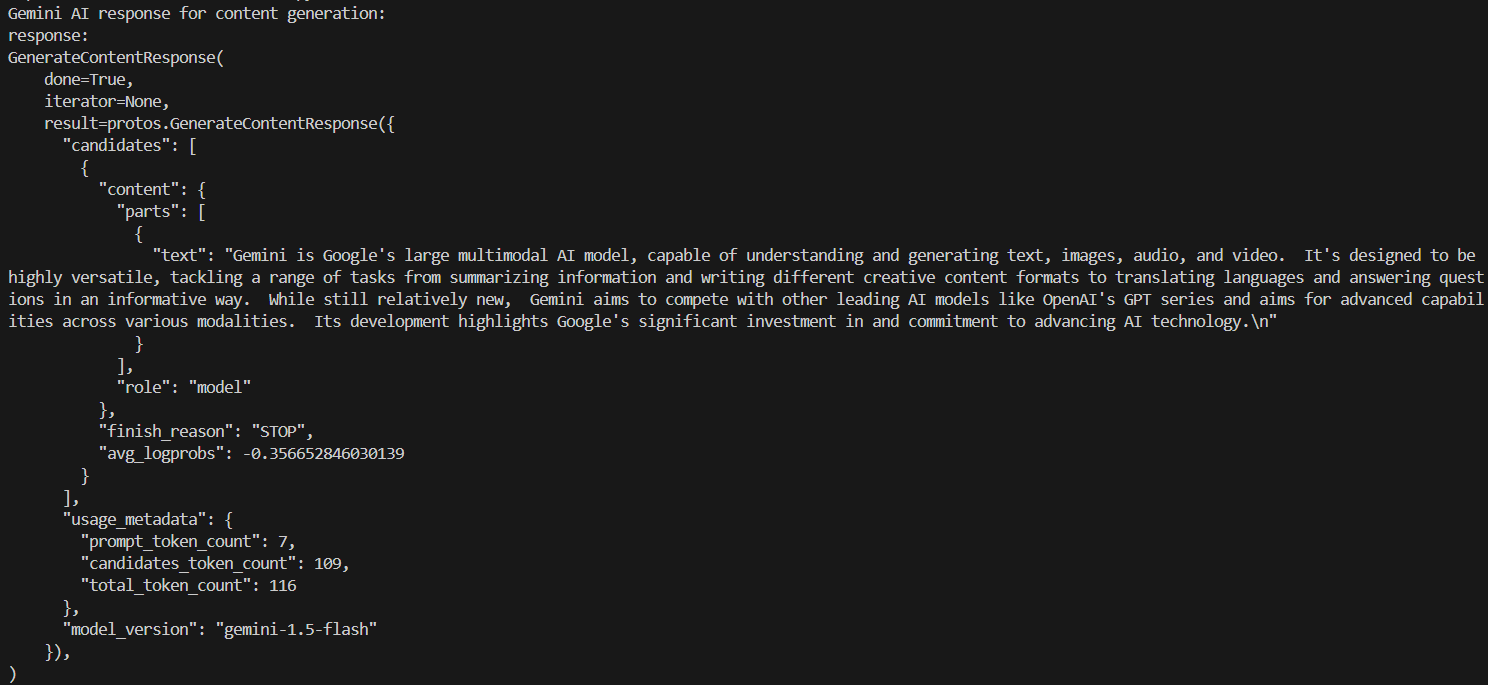 Gemini AI response for content generation:
response:
GenerateContentResponse(
    done=True,
    iterator=None,
    result=protos.GenerateContentResponse({
      "candidates": [
        {
          "content": {
            "parts": [
              {
                "text": "Gemini is Google's large multimodal AI model, capable of understanding and generating text, images, audio, and video.  It's designed to be
highly versatile, tackling a range of tasks from summarizing information and writing different creative content formats to translating languages and answering quest
ions in an informative way.  While still relatively new,  Gemini aims to compete with other leading AI models like OpenAI's GPT series and aims for advanced capabil
ities across various modalities.  Its development highlights Google's significant investment in and commitment to advancing AI technology.\n"
              }
            ],
            "role": "model"
          },
          "finish_reason": "STOP",
          "avg_logprobs": -0.356652846030139
        }
      ],
      "usage_metadata": {
        "prompt_token_count": 7,
        "candidates_token_count": 109,
        "total_token_count": 116
      },
      "model_version": "gemini-1.5-flash"
    }),
)